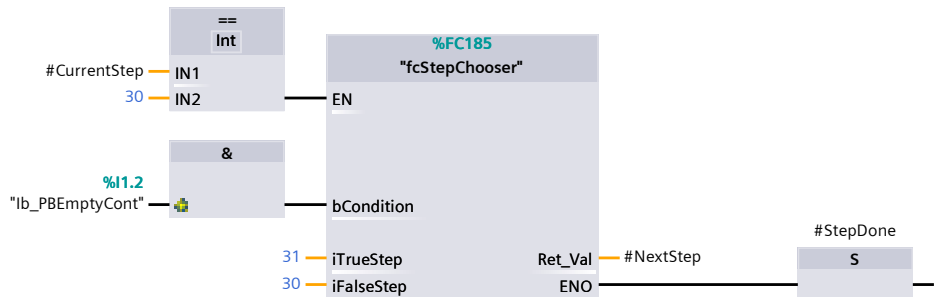 ==
Int
#CurrentStep IN1
30 IN2
%FC185
"fcStepChooser"
EN
&
%I1.2
"Ib_PBEmptyCont"
bCondition
31 iTrueStep Ret_Val #NextStep
30 iFalseStep ENO
#StepDone
S